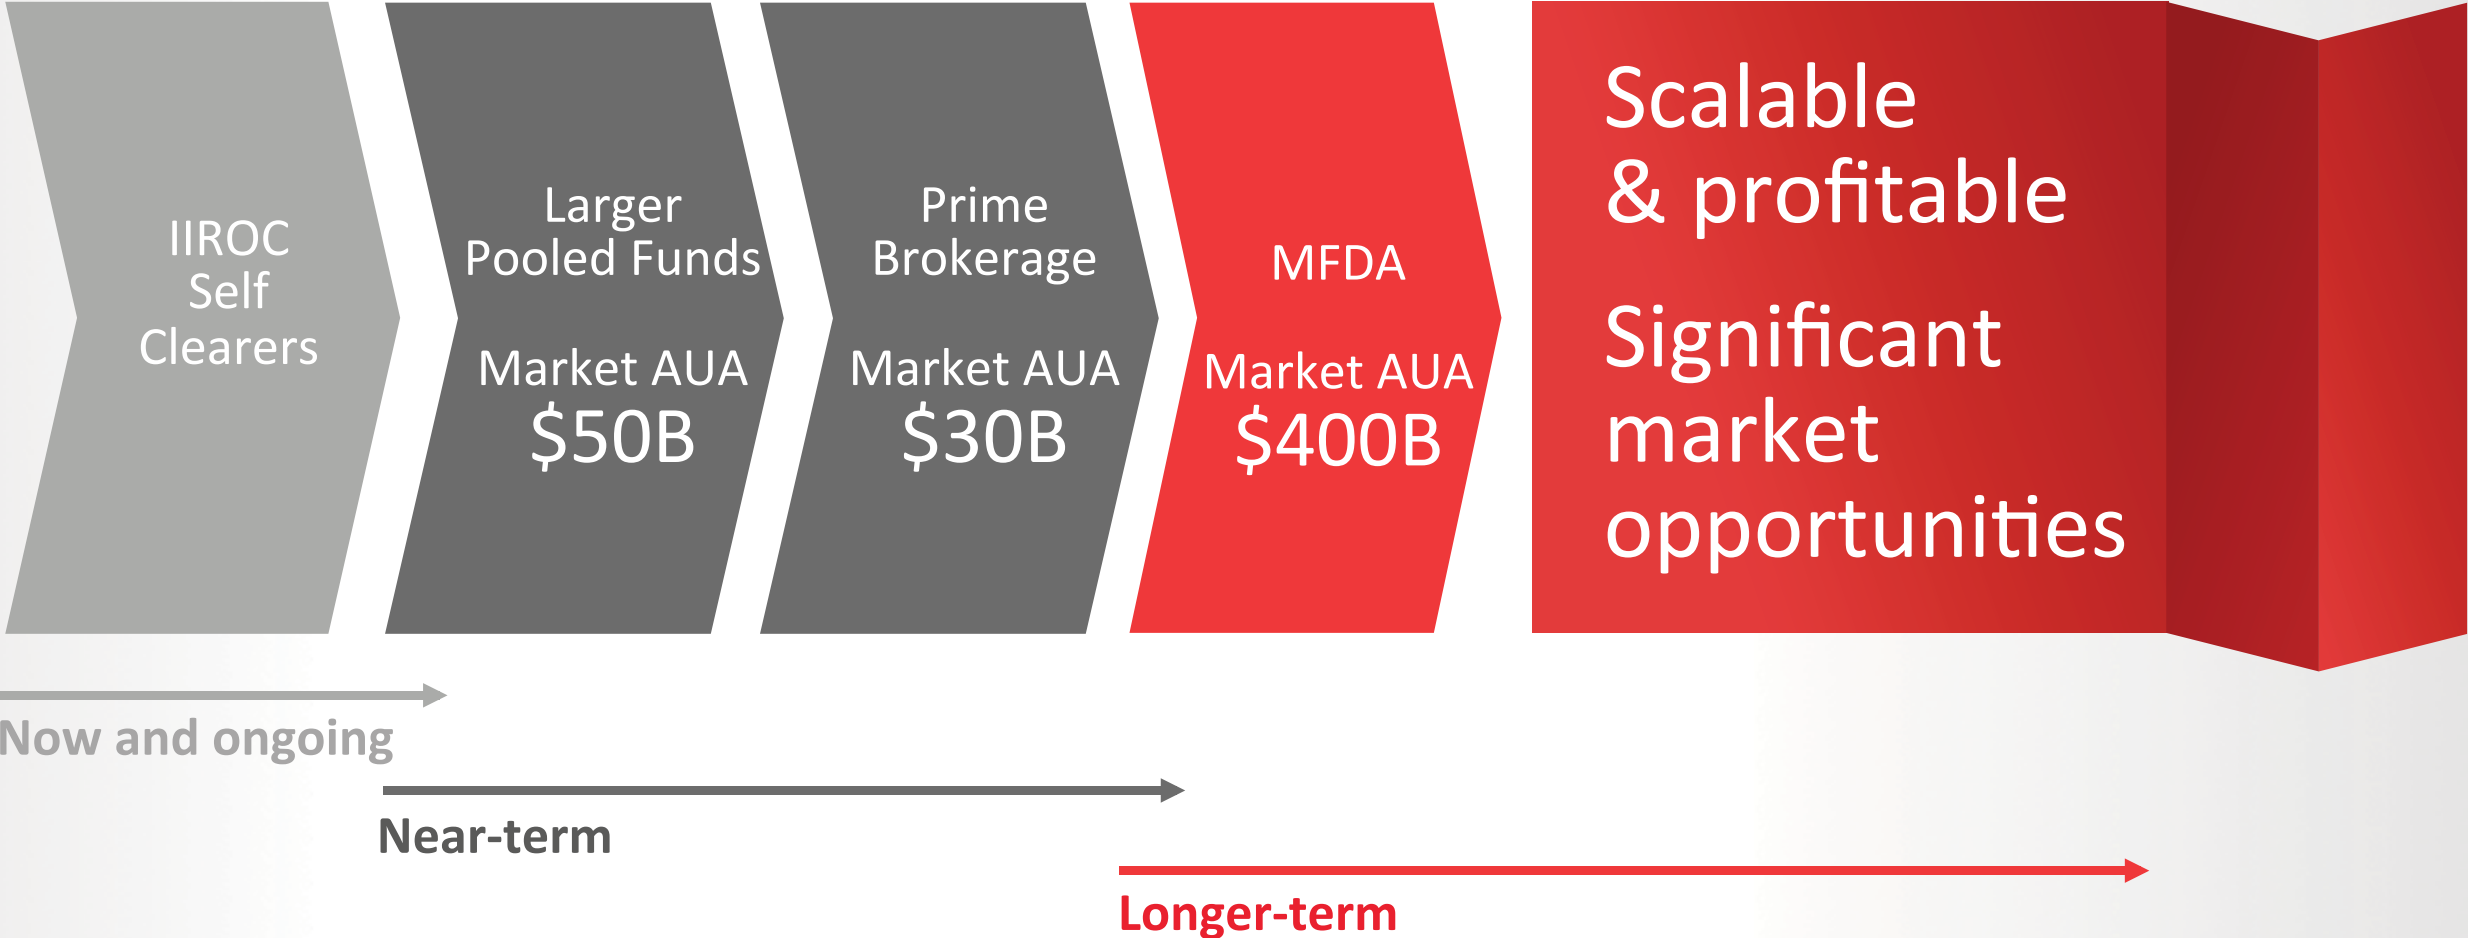 IIROC
Self
Clearers
Larger
Pooled Funds
Market AUA
$50B
Prime
Brokerage
Market AUA
$30B
MFDA
Market AUA
$400B
Scalable
& profitable
Significant
market
opportunities
Now and ongoing
Near-term
Longer-term